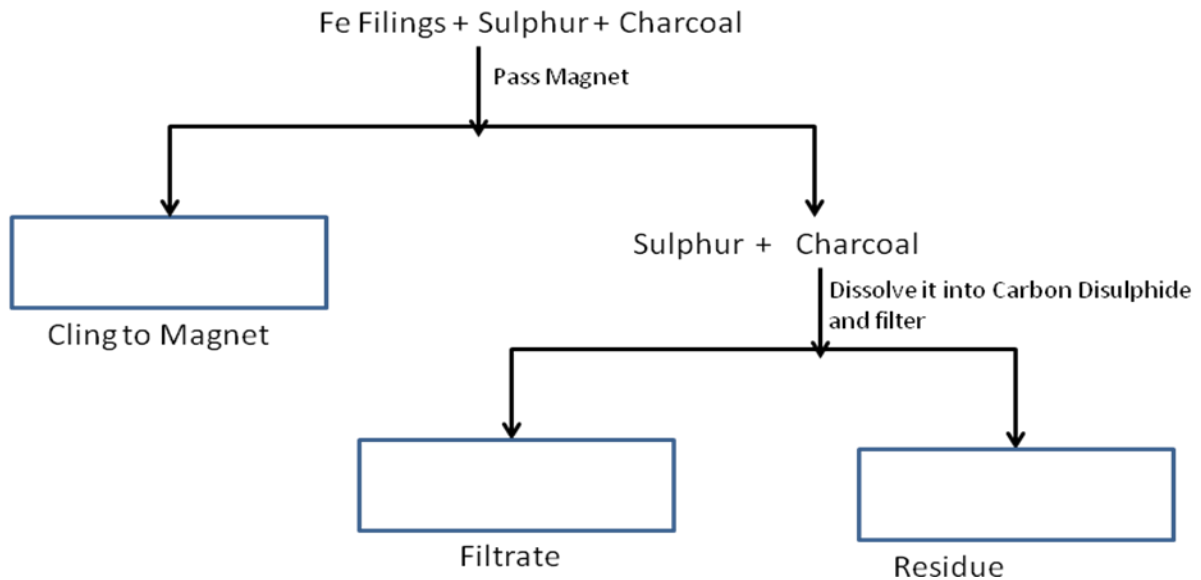 Fe Filings + Sulphur + Charcoal
Pass Magnet
Sulphur + Charcoal
Cling to Magnet
Dissolve it into Carbon Disulphide
and filter
Filtrate
Residue